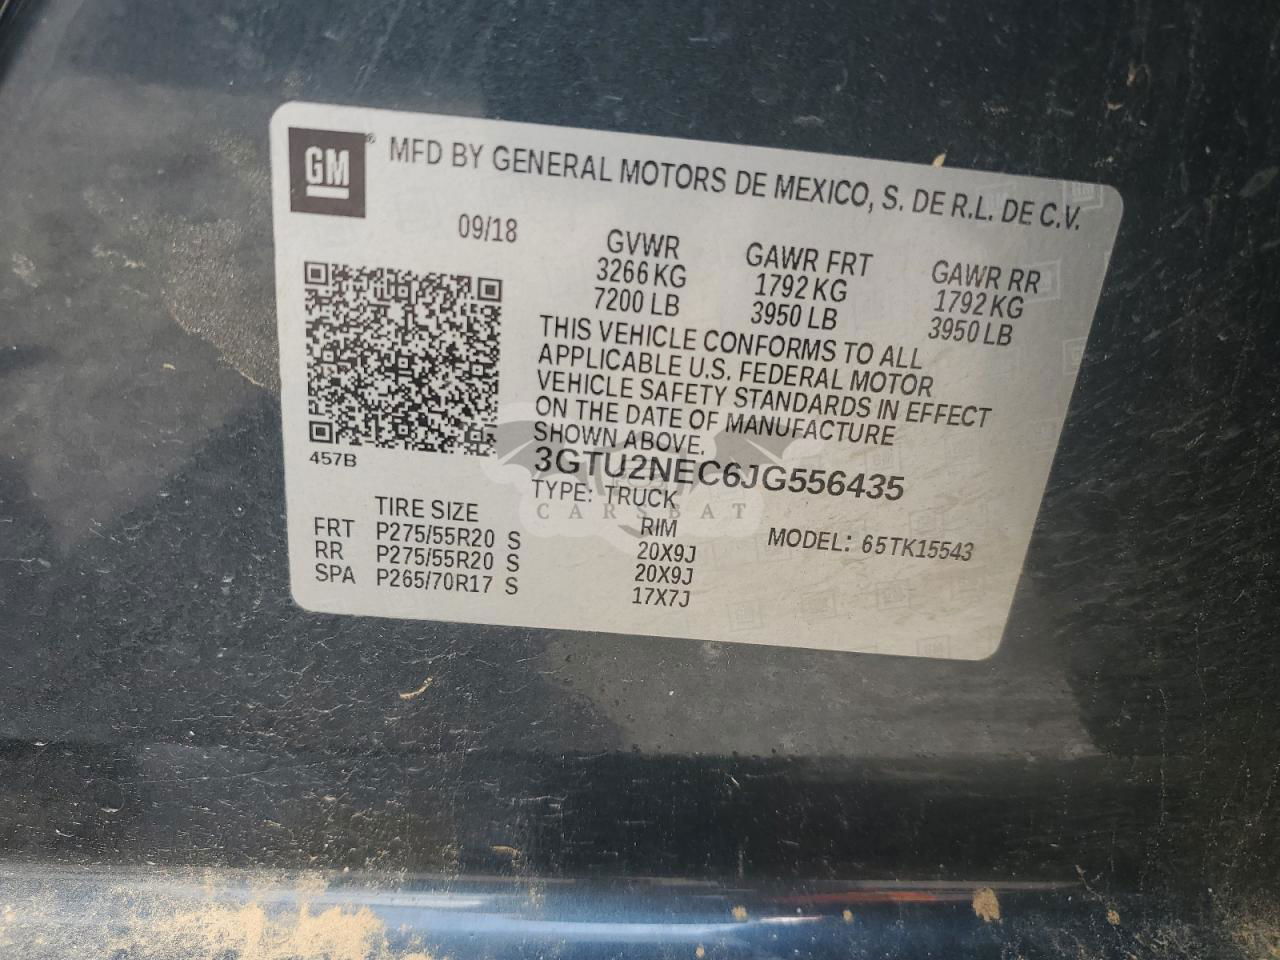 GM ® MFD BY GENERAL MOTORS DE MEXICO, S. DE R.L. DE C.V.
09/18
GVWR GAWR FRT GAWR RR
3266 KG 1792 KG 1792 KG
7200 LB 3950 LB 3950 LB
THIS VEHICLE CONFORMS TO ALL
APPLICABLE U.S. FEDERAL MOTOR
VEHICLE SAFETY STANDARDS IN EFFECT
ON THE DATE OF MANUFACTURE
SHOWN ABOVE.
457B
3GTU2NEC6JG556435
TYPE: TRUCK
CARSBAT
TIRE SIZE RIM MODEL: 65TK15543
FRT P275/55R20 S 20X9J
RR P275/55R20 S 20X9J
SPA P265/70R17 S 17X7J